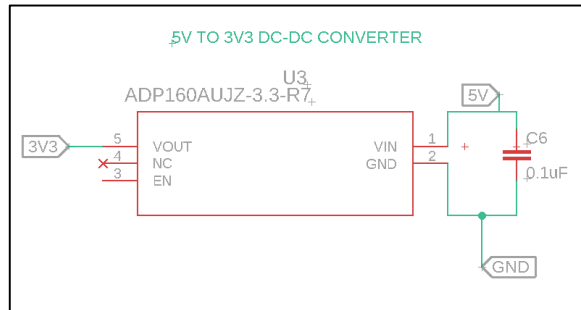 5V TO 3V3 DC-DC CONVERTER
U3
ADP160AUJZ-3.3-R7
5V
3V3
5
VOUT
VIN
1
C6
4
NC
GND
2
3
EN
0.1uF
GND